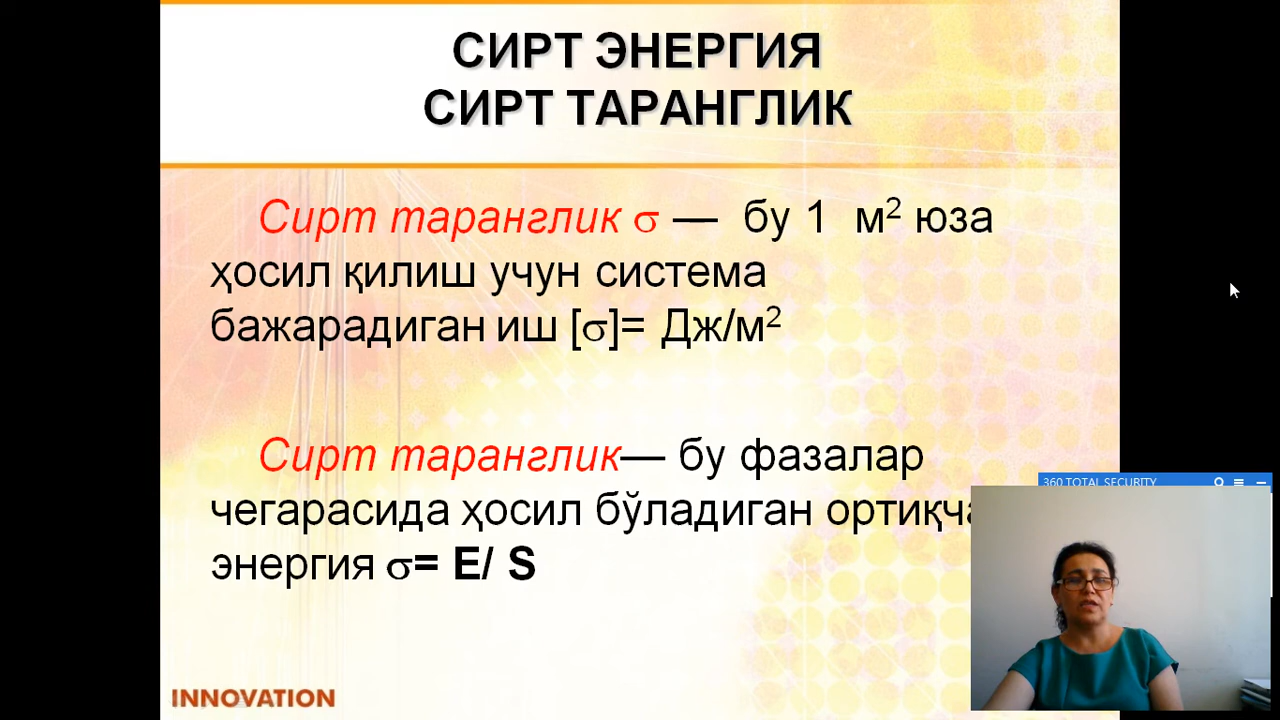 СИРТ ЭНЕРГИЯ
СИРТ ТАРАНГЛИК
Сирт таранглик σ — бу 1 м² юза
ҳосил қилиш учун система
бажарадиган иш [σ]= Дж/м²
Сирт таранглик— бу фазалар
чегарасида ҳосил бўладиган ортиқча
энергия σ= E/ S
360 TOTAL SECURITY
INNOVATION